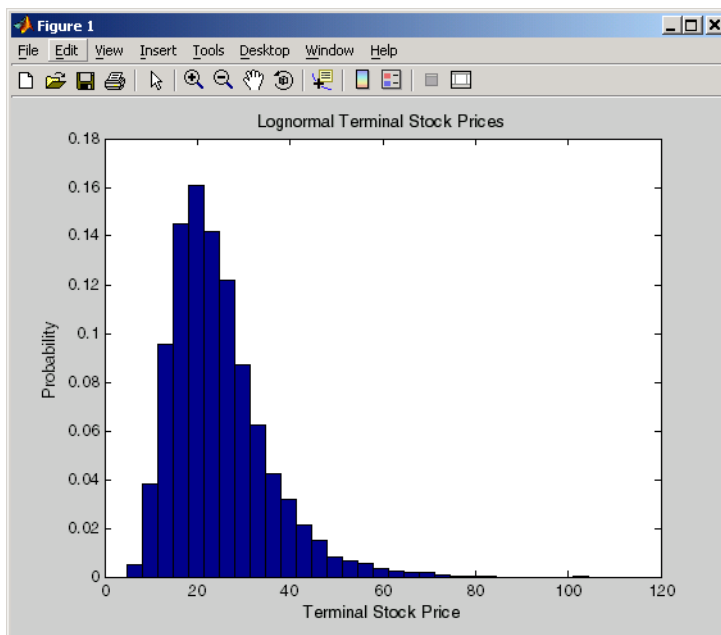 Figure 1
File Edit View Insert Tools Desktop Window Help
Lognormal Terminal Stock Prices
0.18
0.16
0.14
0.12
0.1
0.08
0.06
0.04
0.02
0
Probability
0 20 40 60 80 100 120
Terminal Stock Price